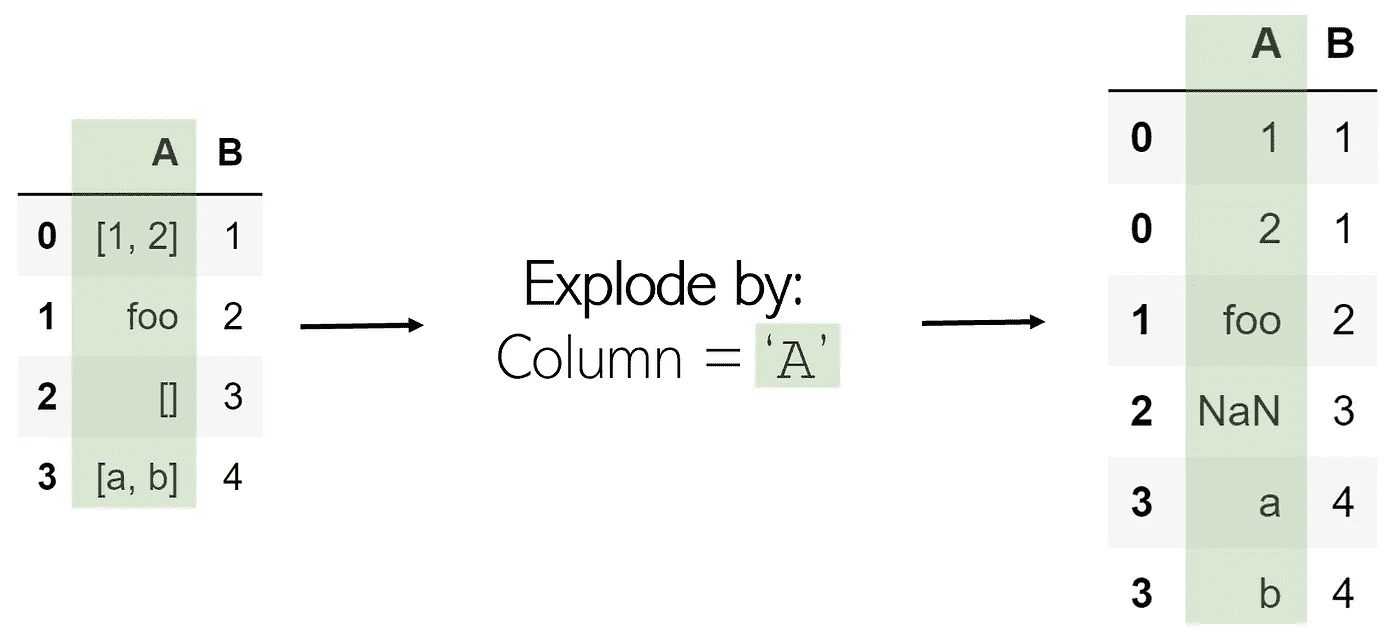 A B
0 [1, 2] 1
1 foo 2
2 [] 3
3 [a, b] 4
Explode by:
Column = ‘A’
A B
0 1 1
0 2 1
1 foo 2
2 NaN 3
3 a 4
3 b 4